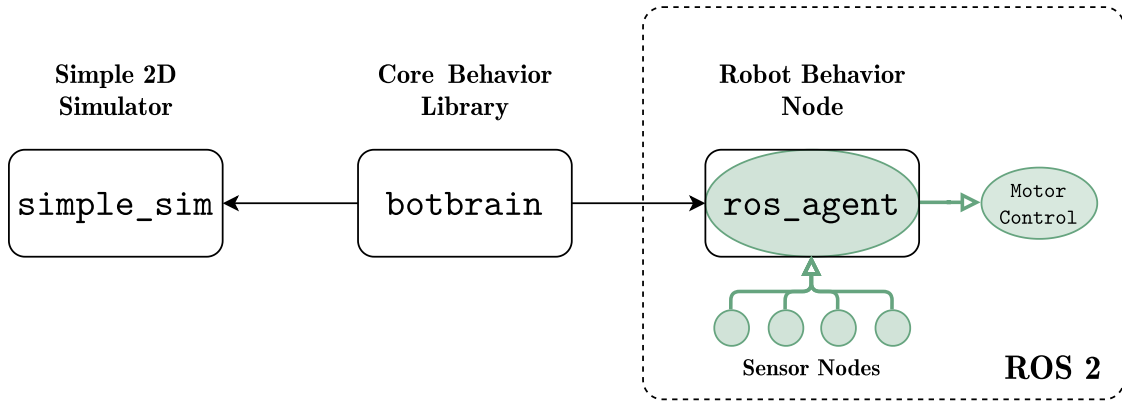 Simple 2D
Simulator
Core Behavior
Library
Robot Behavior
Node
simple_sim
botbrain
ros_agent
Motor
Control
Sensor Nodes
ROS 2